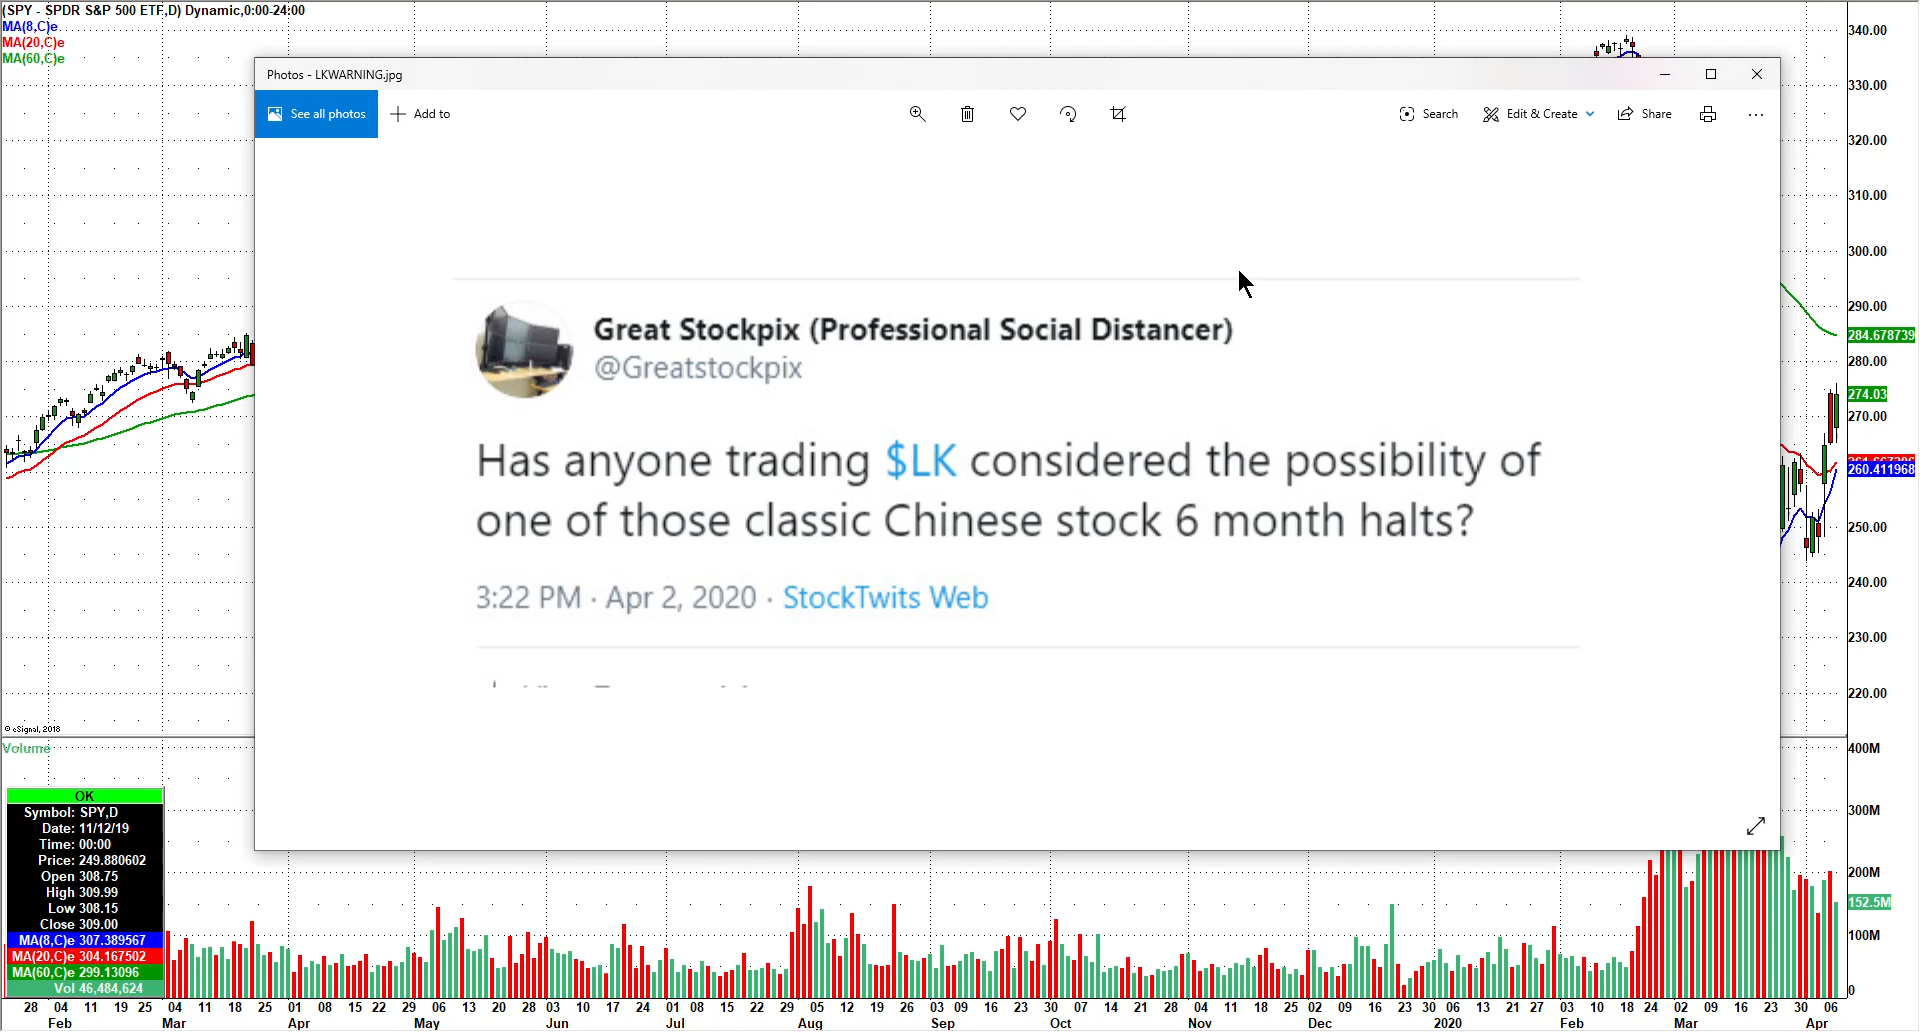 (SPY - SPDR S&P 500 ETF,D) Dynamic,0:00-24:00
MA(8,C)e
MA(20,C)e
MA(60,C)e
Photos - LKWARNING.jpg
See all photos
Add to
Search
Edit & Create
Share
Great Stockpix (Professional Social Distancer)
@Greatstockpix
Has anyone trading $LK considered the possibility of
one of those classic Chinese stock 6 month halts?
3:22 PM · Apr 2, 2020 · StockTwits Web
340.00
330.00
320.00
310.00
300.00
290.00
284.678739
280.00
274.03
270.00
260.411968
250.00
240.00
230.00
220.00
© eSignal, 2018
Volume
400M
300M
200M
152.5M
100M
0
OK
Symbol: SPY,D
Date: 11/12/19
Time: 00:00
Price: 249.880602
Open 308.75
High 309.99
Low 308.15
Close 309.00
MA(8,C)e 307.389567
MA(20,C)e 304.167502
MA(60,C)e 299.13096
Vol 46,484,624
28 04 11 19 25 04 11 18 25 01 08 15 22 29 06 13 20 28 03 10 17 24 01 08 15 22 29 05 12 19 26 03 09 16 23 30 07 14 21 28 04 11 18 25 02 09 16 23 30 06 13 21 27 03 10 18 24 02 09 16 23 30 06
Feb Mar Apr May Jun Jul Aug Sep Oct Nov Dec 2020 Feb Mar Apr